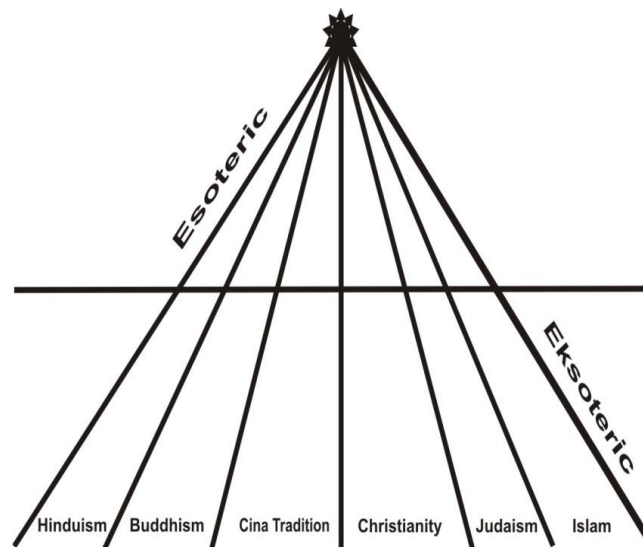 Esoteric
Eksoteric
Hinduism
Buddhism
Cina Tradition
Christianity
Judaism
Islam